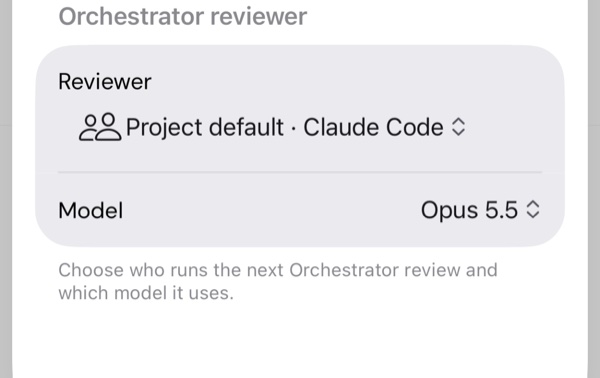 Orchestrator reviewer
Reviewer
Project default · Claude Code
Model
Opus 5.5
Choose who runs the next Orchestrator review and
which model it uses.